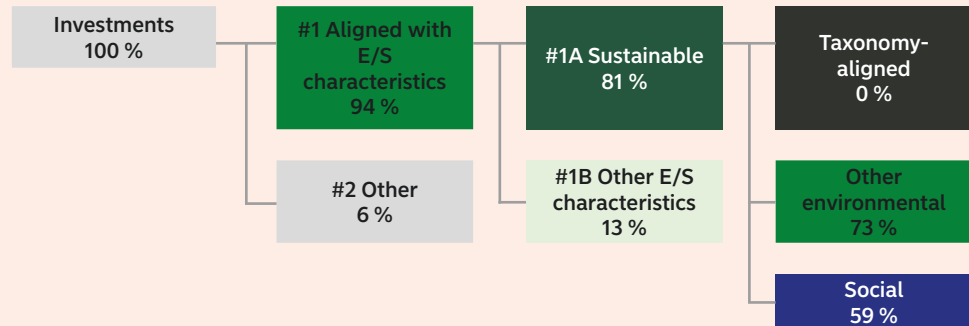 Investments
100 %
#1 Aligned with
E/S
characteristics
94 %
#1A Sustainable
81 %
Taxonomy-
aligned
0 %
#2 Other
6 %
#1B Other E/S
characteristics
13 %
Other
environmental
73 %
Social
59 %